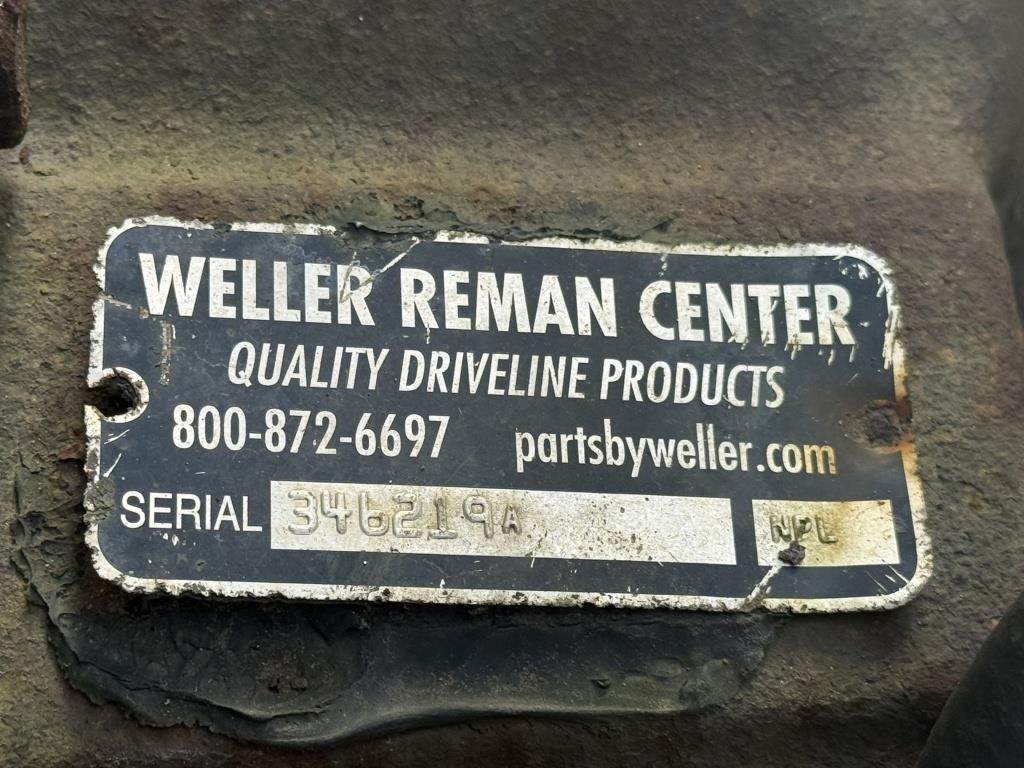 WELLER REMAN CENTER
QUALITY DRIVELINE PRODUCTS
800-872-6697 partsbyweller.com
SERIAL 346219A NPL